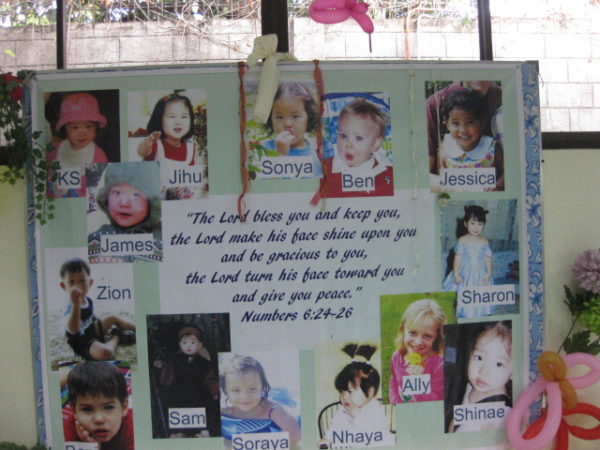 KS
Jihu
Sonya
Ben
Jessica
James
"The Lord bless you and keep you,
the Lord make his face shine upon you
and be gracious to you,
the Lord turn his face toward you
and give you peace."
Numbers 6:24-26
Zion
Sharon
Sam
Soraya
Nhaya
Ally
Shinae